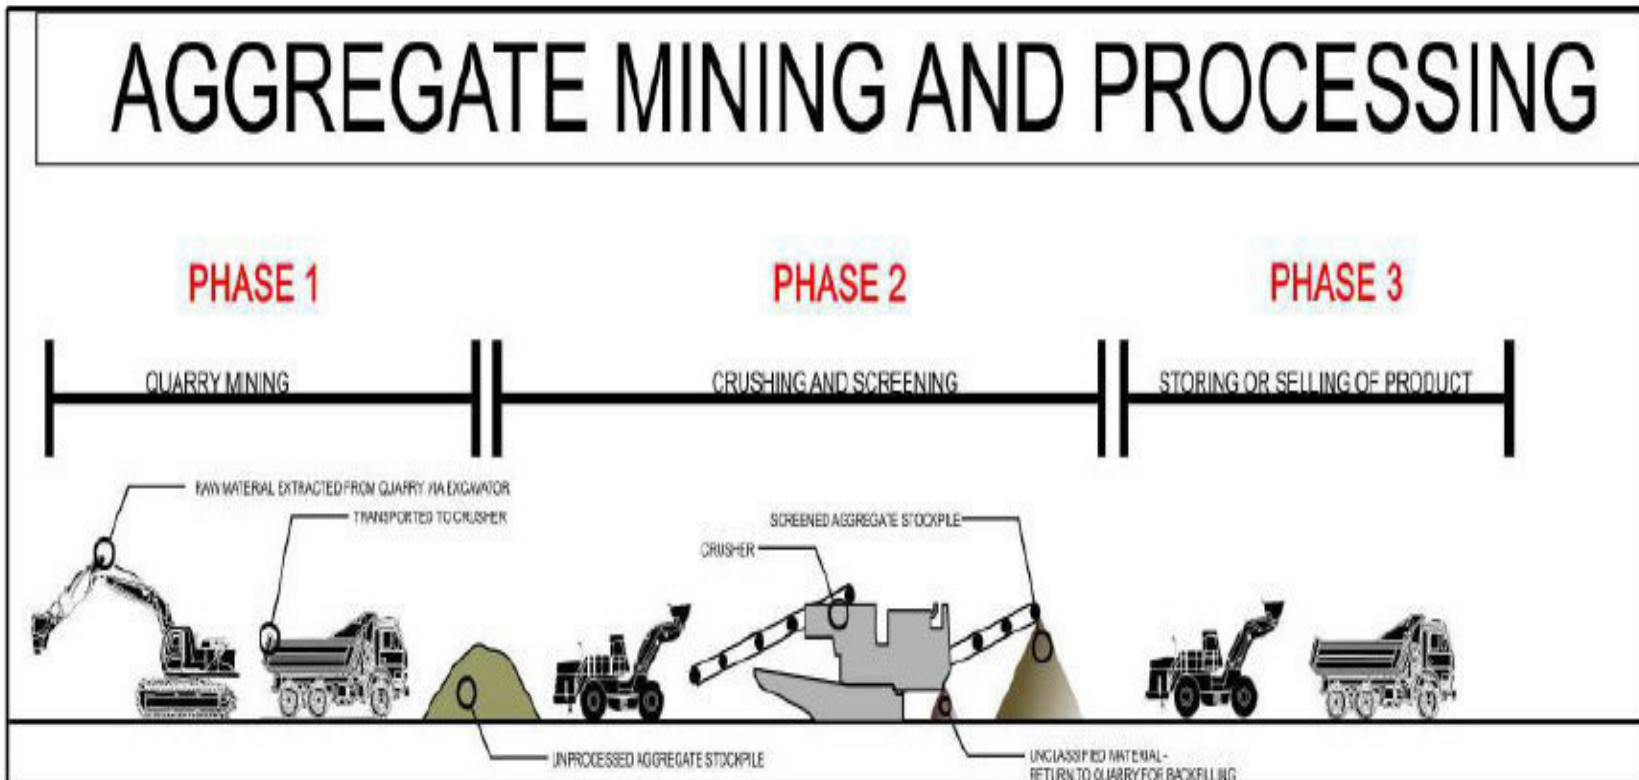 AGGREGATE MINING AND PROCESSING
PHASE 1
PHASE 2
PHASE 3
QUARRY MINING
CRUSHING AND SCREENING
STORING OR SELLING OF PRODUCT
RAW MATERIAL EXTRACTED FROM QUARRY VIA EXCAVATOR
TRANSPORTED TO CRUSHER
SCREENED AGGREGATE STOCKPILE
CRUSHER
UNPROCESSED AGGREGATE STOCKPILE
UNCLASSIFIED MATERIAL-
RETURN TO QUARRY FOR BACKFILLING